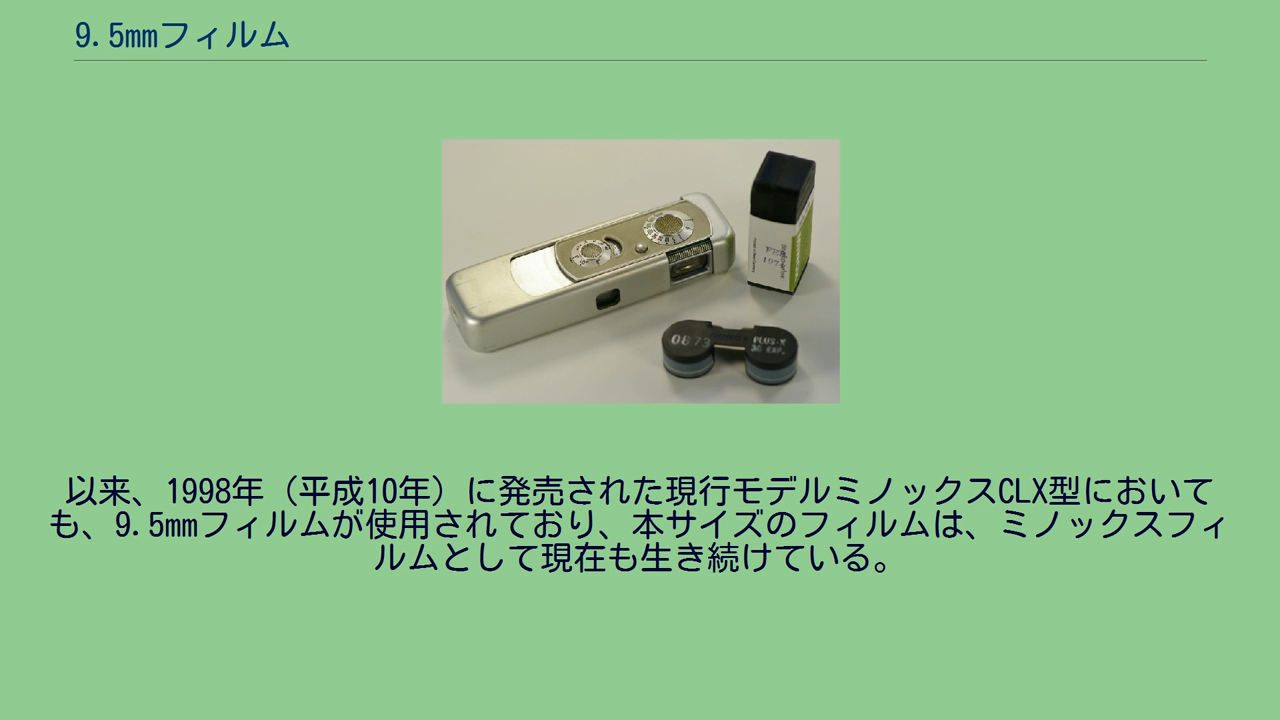 9.5mmフィルム
0873
PLUS-X
36 EXP.
以来、1998年（平成10年）に発売された現行モデルミノックスCLX型において
も、9.5mmフィルムが使用されており、本サイズのフィルムは、ミノックスフィ
ルムとして現在も生き続けている。